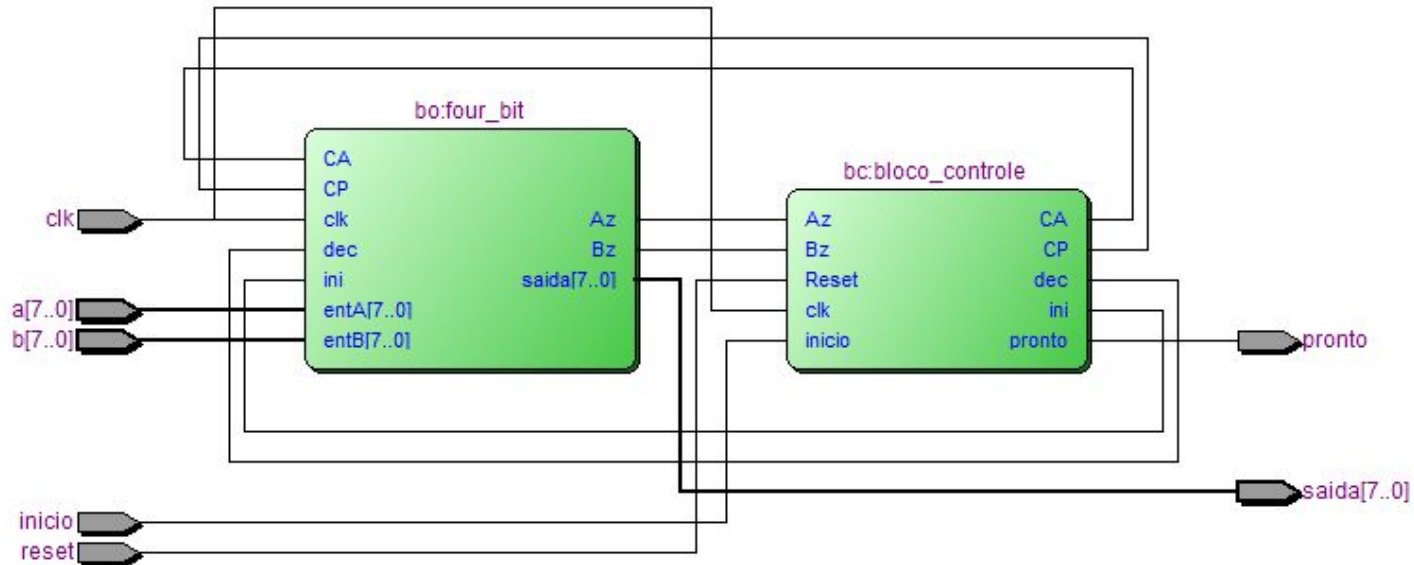 bo:four_bit
CA
CP
clk
dec
ini
entA[7..0]
entB[7..0]
Az
Bz
saida[7..0]
bc:bloco_controle
Az
Bz
Reset
clk
inicio
CA
CP
dec
ini
pronto
clk
a[7..0]
b[7..0]
inicio
reset
pronto
saida[7..0]